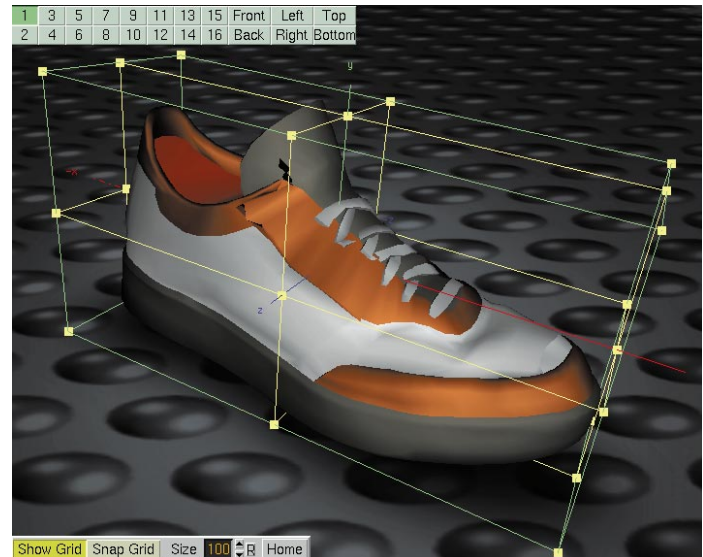 1 3 5 7 9 11 13 15 Front Left Top
2 4 6 8 10 12 14 16 Back Right Bottom
y
-x
z
Show Grid Snap Grid Size 100 R Home